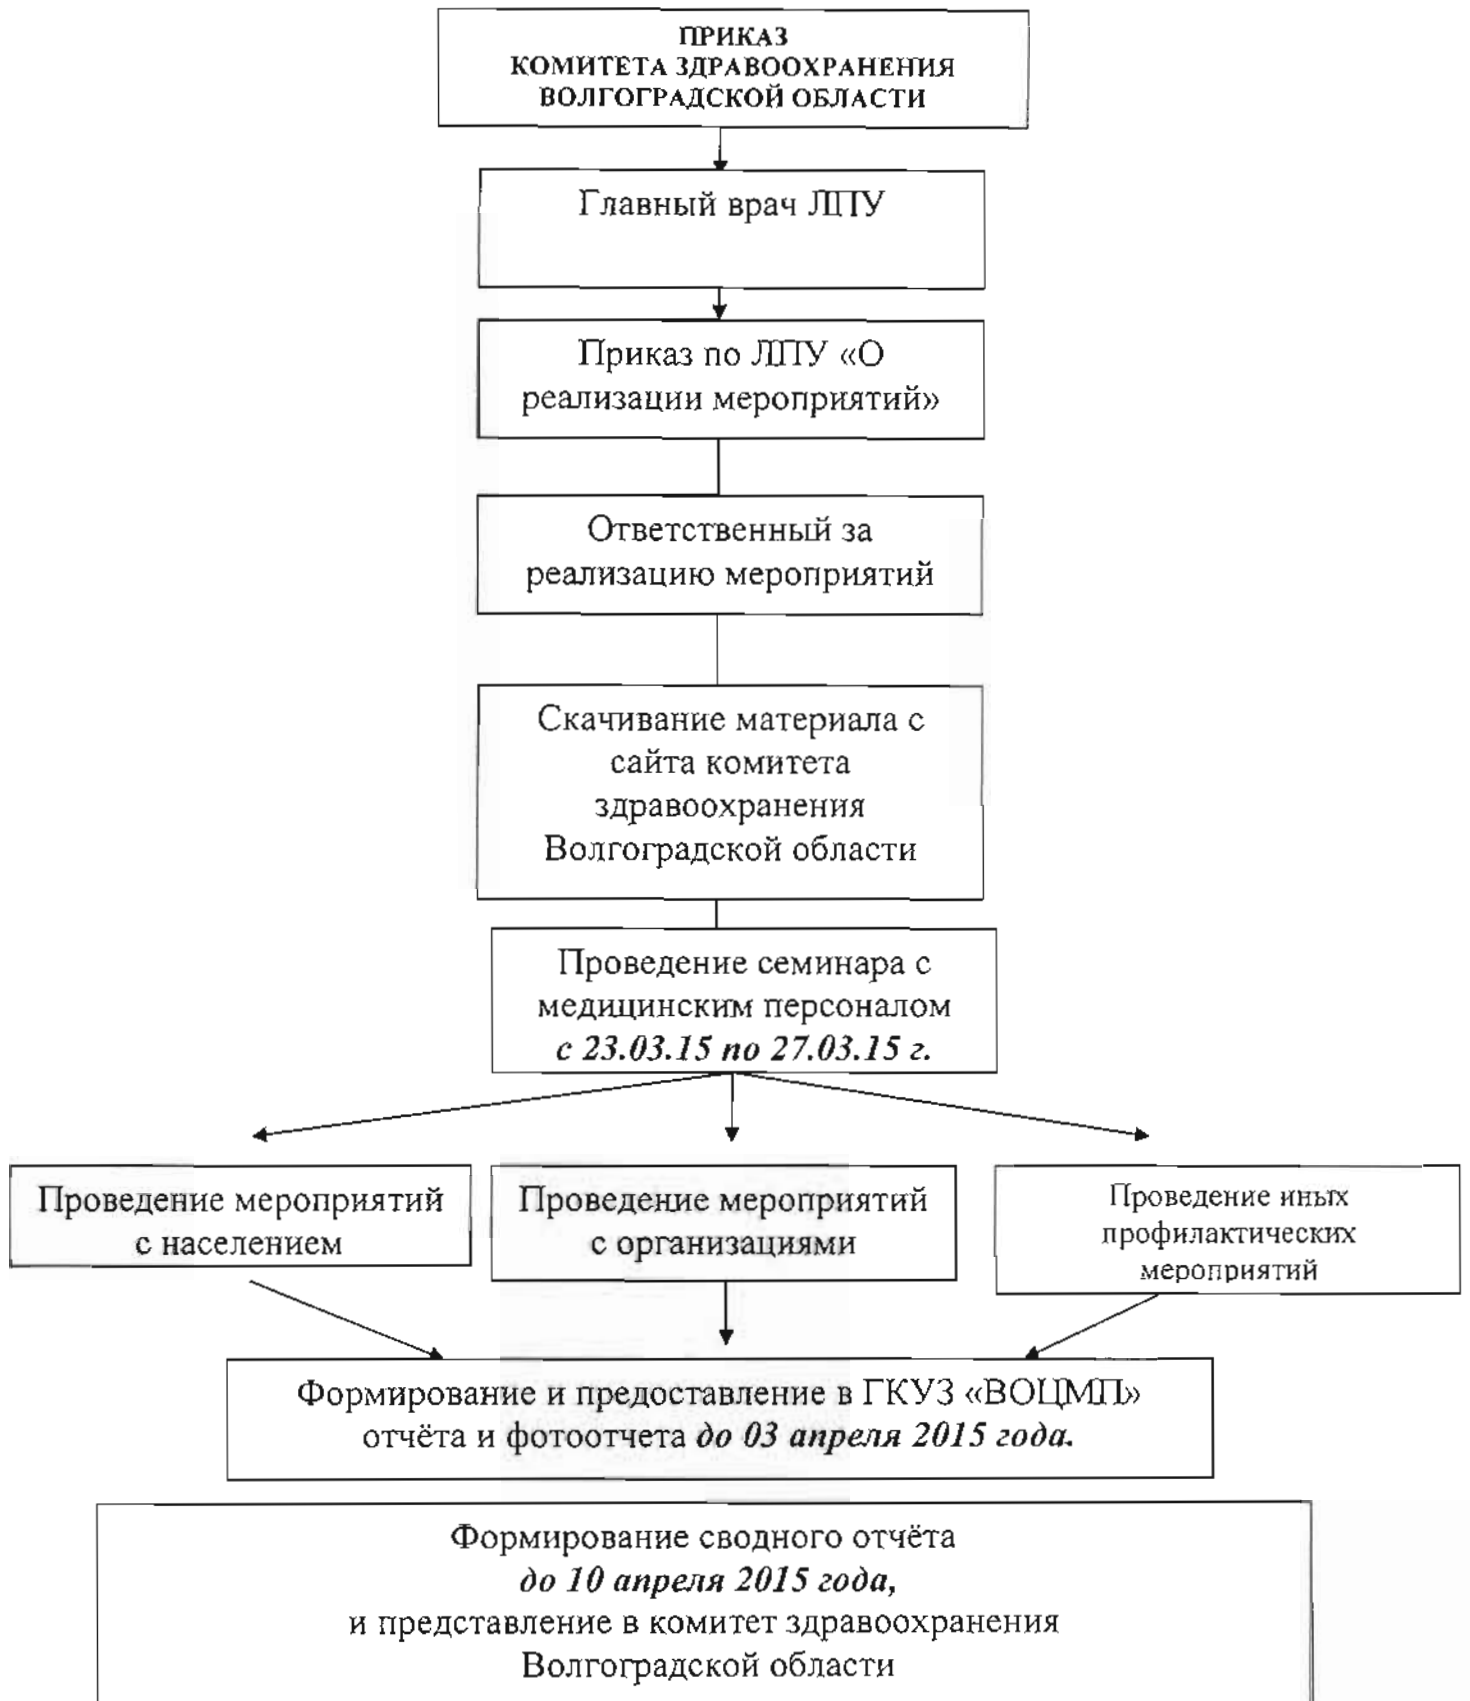 ПРИКАЗ
КОМИТЕТА ЗДРАВООХРАНЕНИЯ
ВОЛГОГРАДСКОЙ ОБЛАСТИ
Главный врач ЛПУ
Приказ по ЛПУ «О
реализации мероприятий»
Ответственный за
реализацию мероприятий
Скачивание материала с
сайта комитета
здравоохранения
Волгоградской области
Проведение семинара с
медицинским персоналом
с 23.03.15 по 27.03.15 г.
Проведение мероприятий
с населением
Проведение мероприятий
с организациями
Проведение иных
профилактических
мероприятий
Формирование и предоставление в ГКУЗ «ВОЦМП»
отчёта и фотоотчета до 03 апреля 2015 года.
Формирование сводного отчёта
до 10 апреля 2015 года,
и представление в комитет здравоохранения
Волгоградской области